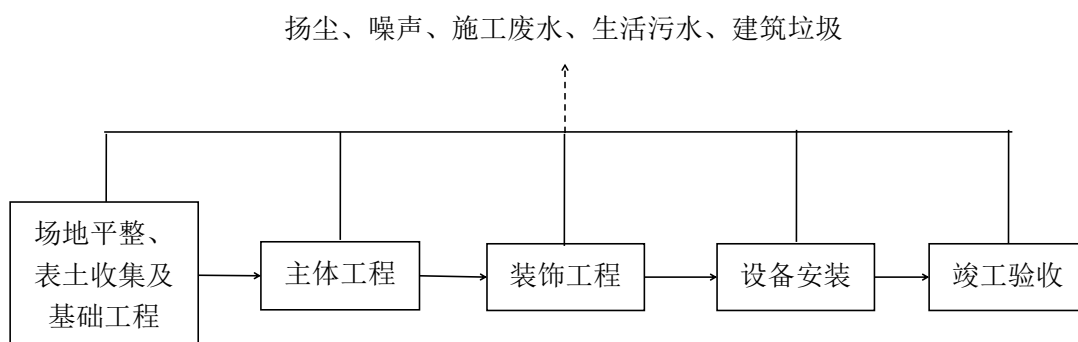 扬尘、噪声、施工废水、生活污水、建筑垃圾
场地平整、
表土收集及
基础工程
主体工程
装饰工程
设备安装
竣工验收